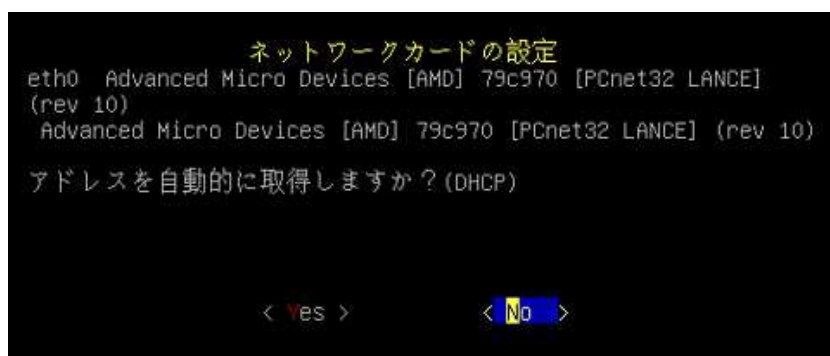 ネットワークカードの設定
eth0 Advanced Micro Devices [AMD] 79c970 [PCnet32 LANCE]
(rev 10)
Advanced Micro Devices [AMD] 79c970 [PCnet32 LANCE] (rev 10)
アドレスを自動的に取得しますか？(DHCP)
< Yes > < No >